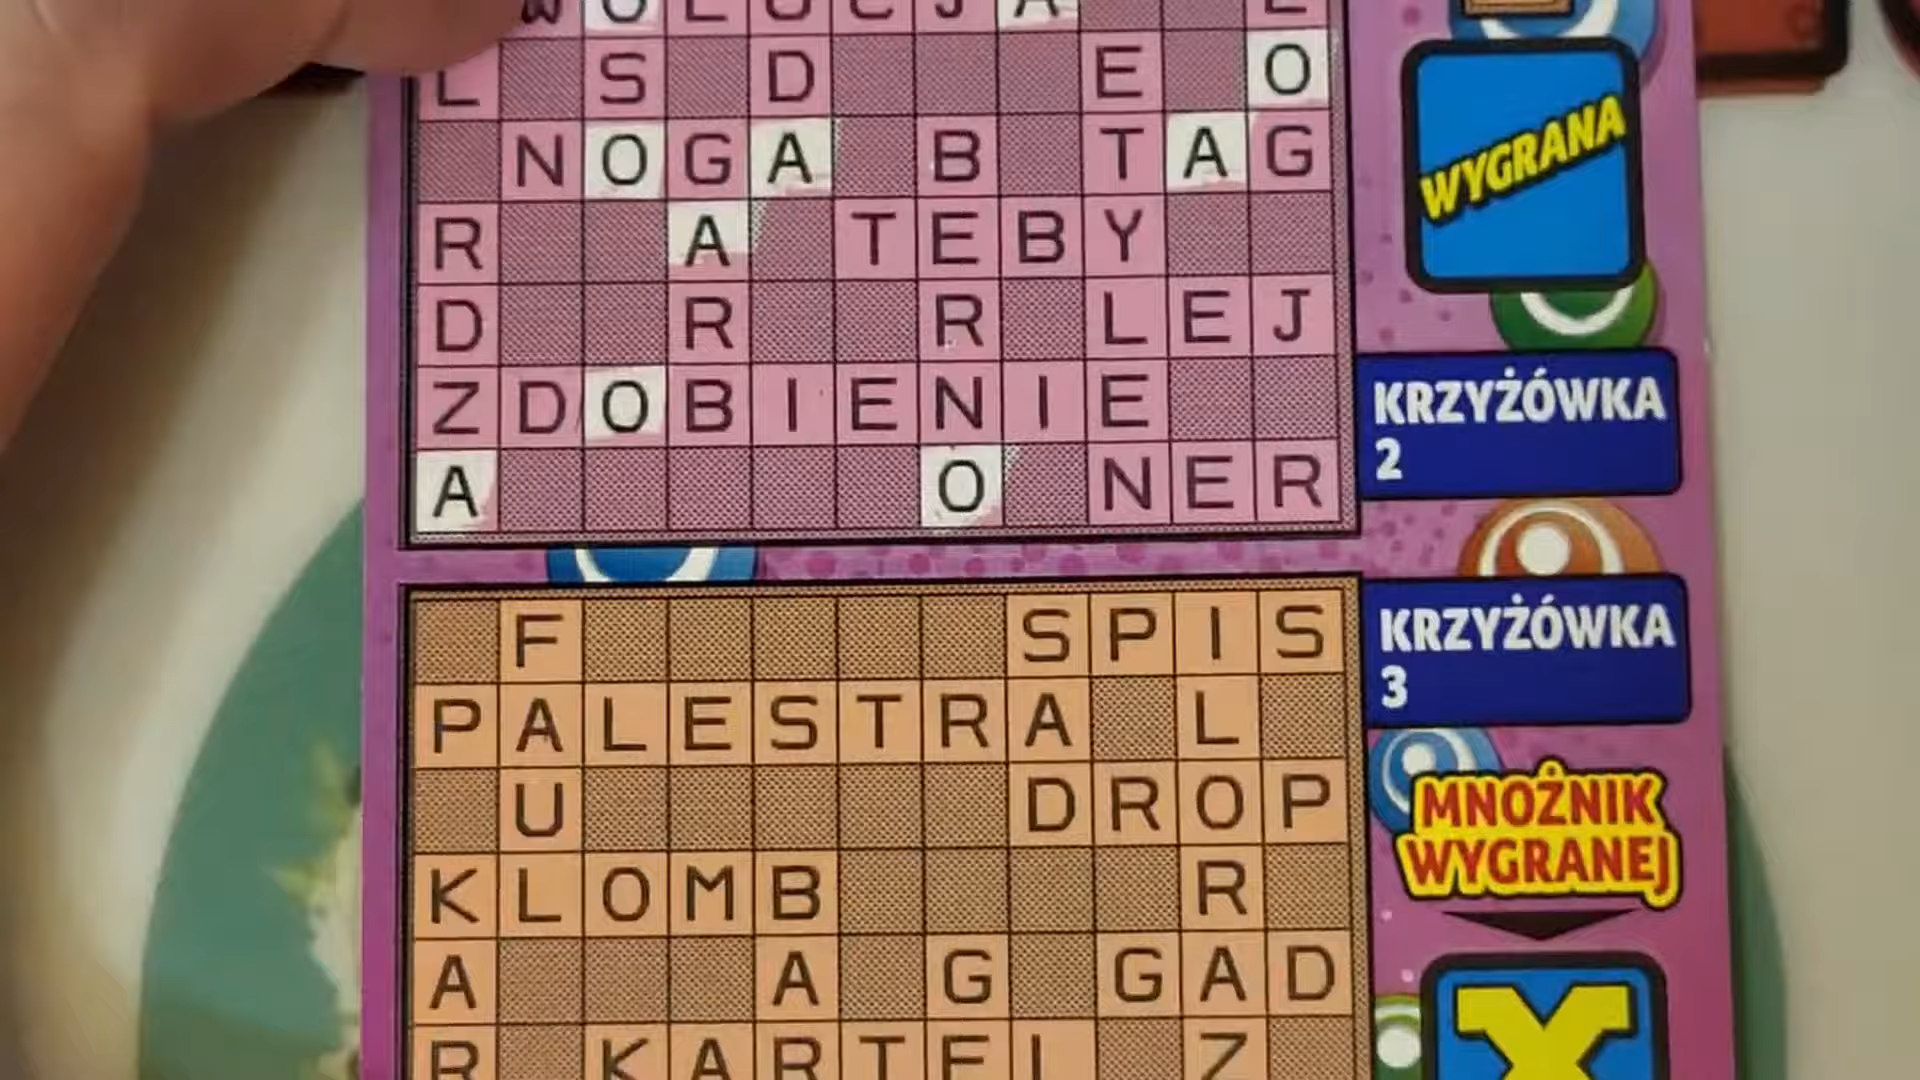 W O L U C J A E
L S D E O
N O G A B T A G
R A T E B Y
D R R L E J
Z D O B I E N I E
A O N E R
F S P I S
P A L E S T R A L
U D R O P
K L O M B R
A A G G A D
R K A R T E L Z
WYGRANA
KRZYŻÓWKA
2
KRZYŻÓWKA
3
MNOŻNIK
WYGRANEJ
X